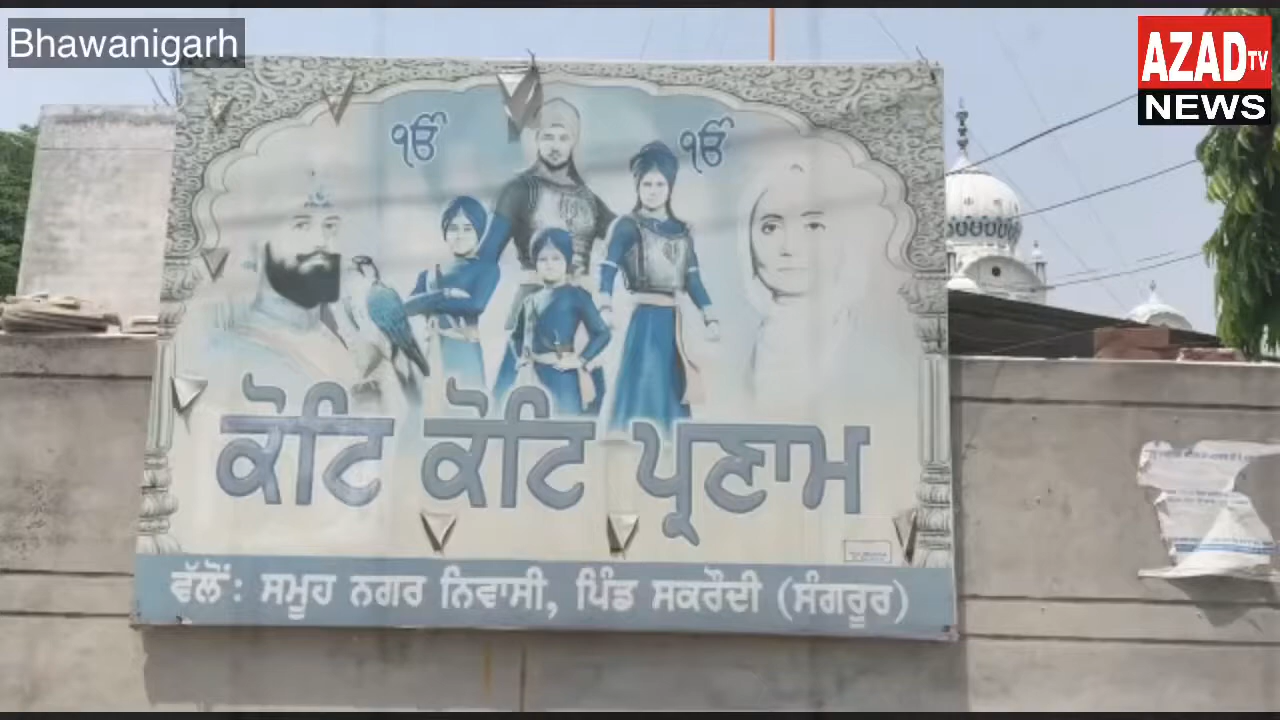 Bhawanigarh
AZAD TV
NEWS
ੴ ੴ
ਕੋਟਿ ਕੋਟਿ ਪ੍ਰਣਾਮ
ਵੱਲੋਂ: ਸਮੂਹ ਨਗਰ ਨਿਵਾਸੀ, ਪਿੰਡ ਸਕਰੌਦੀ (ਸੰਗਰੂਰ)